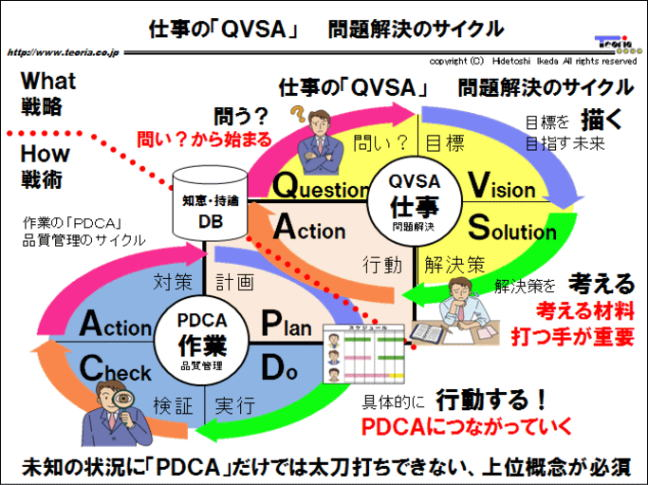 仕事の「QVSA」 問題解決のサイクル
http://www.teoria.co.jp
Teoria
copyright (C) Hidetoshi Ikeda All rights reserved
What
戦略
How
戦術
仕事の「QVSA」 問題解決のサイクル
問う?
問い?から始まる
目標を 描く
目指す未来
問い?
目標
Question
Vision
QVSA
仕事
問題解決
Action
Solution
行動
解決策
知恵・持論
DB
解決策を 考える
考える材料
打つ手が重要
作業の「PDCA」
品質管理のサイクル
対策
計画
Action
Plan
PDCA
作業
品質管理
Check
Do
検証
実行
スケジュール
具体的に 行動する!
PDCAにつながっていく
未知の状況に「PDCA」だけでは太刀打ちできない、上位概念が必須